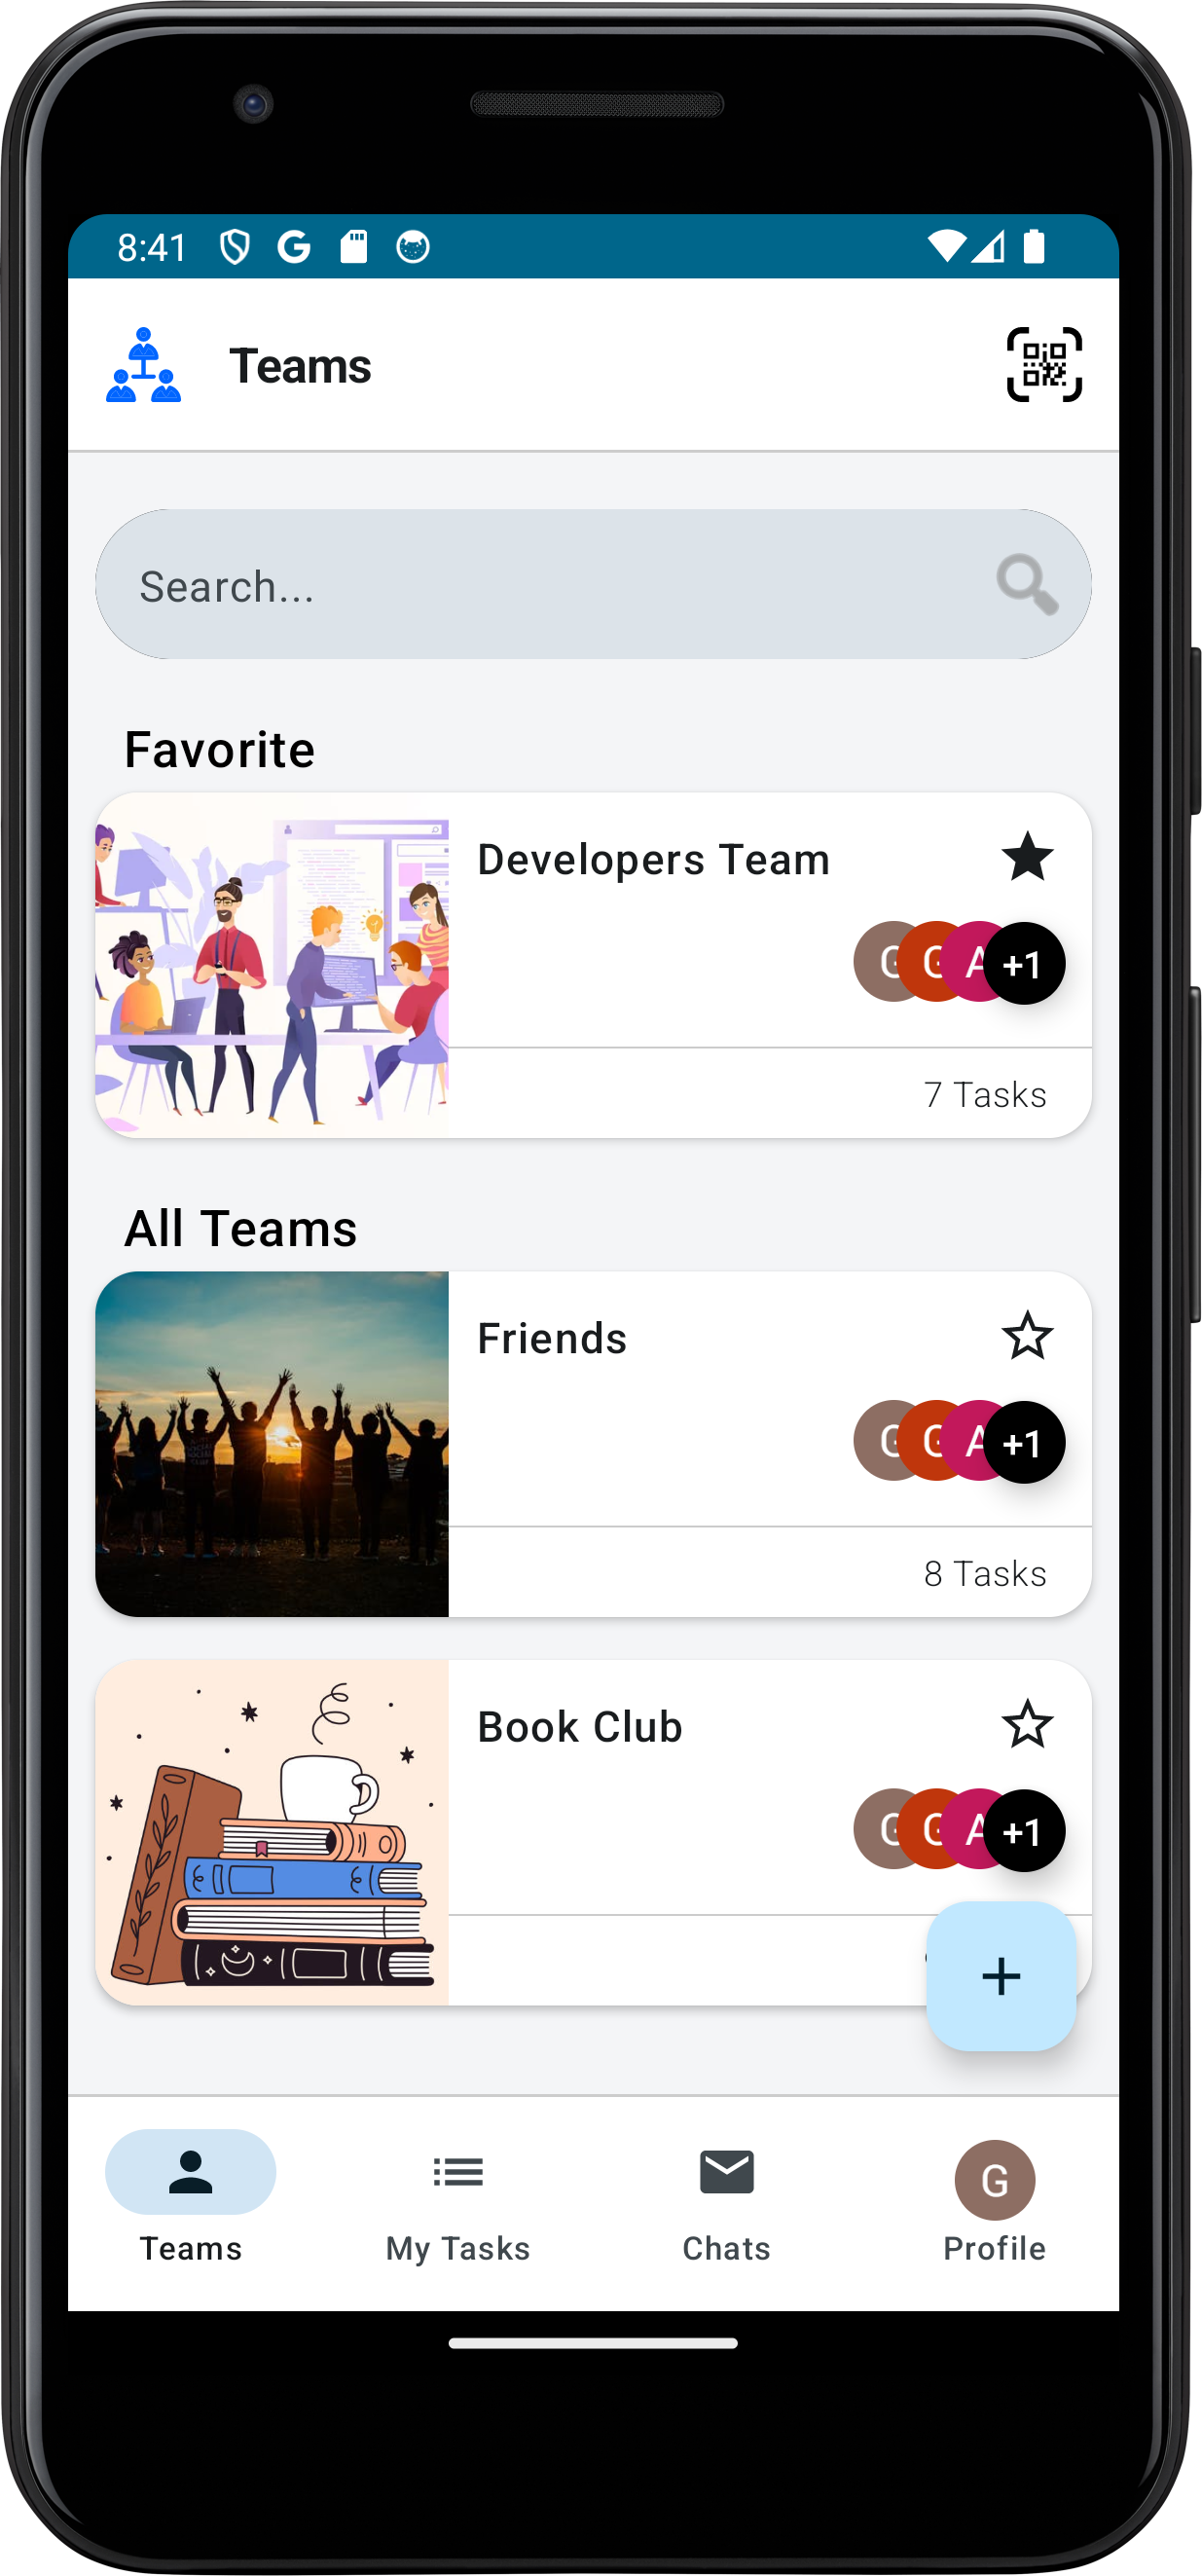 8:41
Teams
Search...
Favorite
Developers Team
G G A +1
7 Tasks
All Teams
Friends
G G A +1
8 Tasks
Book Club
G G A +1
+
Teams
My Tasks
Chats
G
Profile